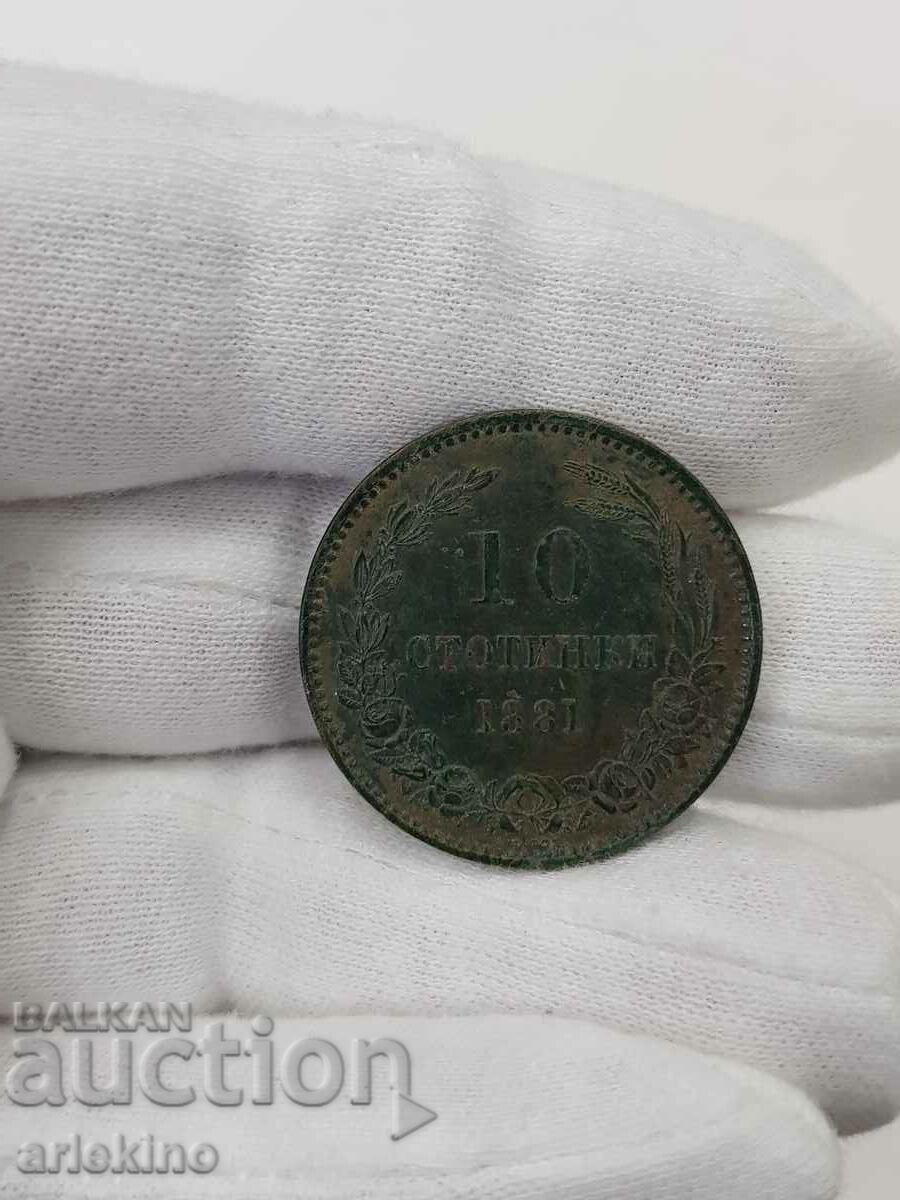 10
СТОТИНКИ
1881
BALKAN
auction
arlekino